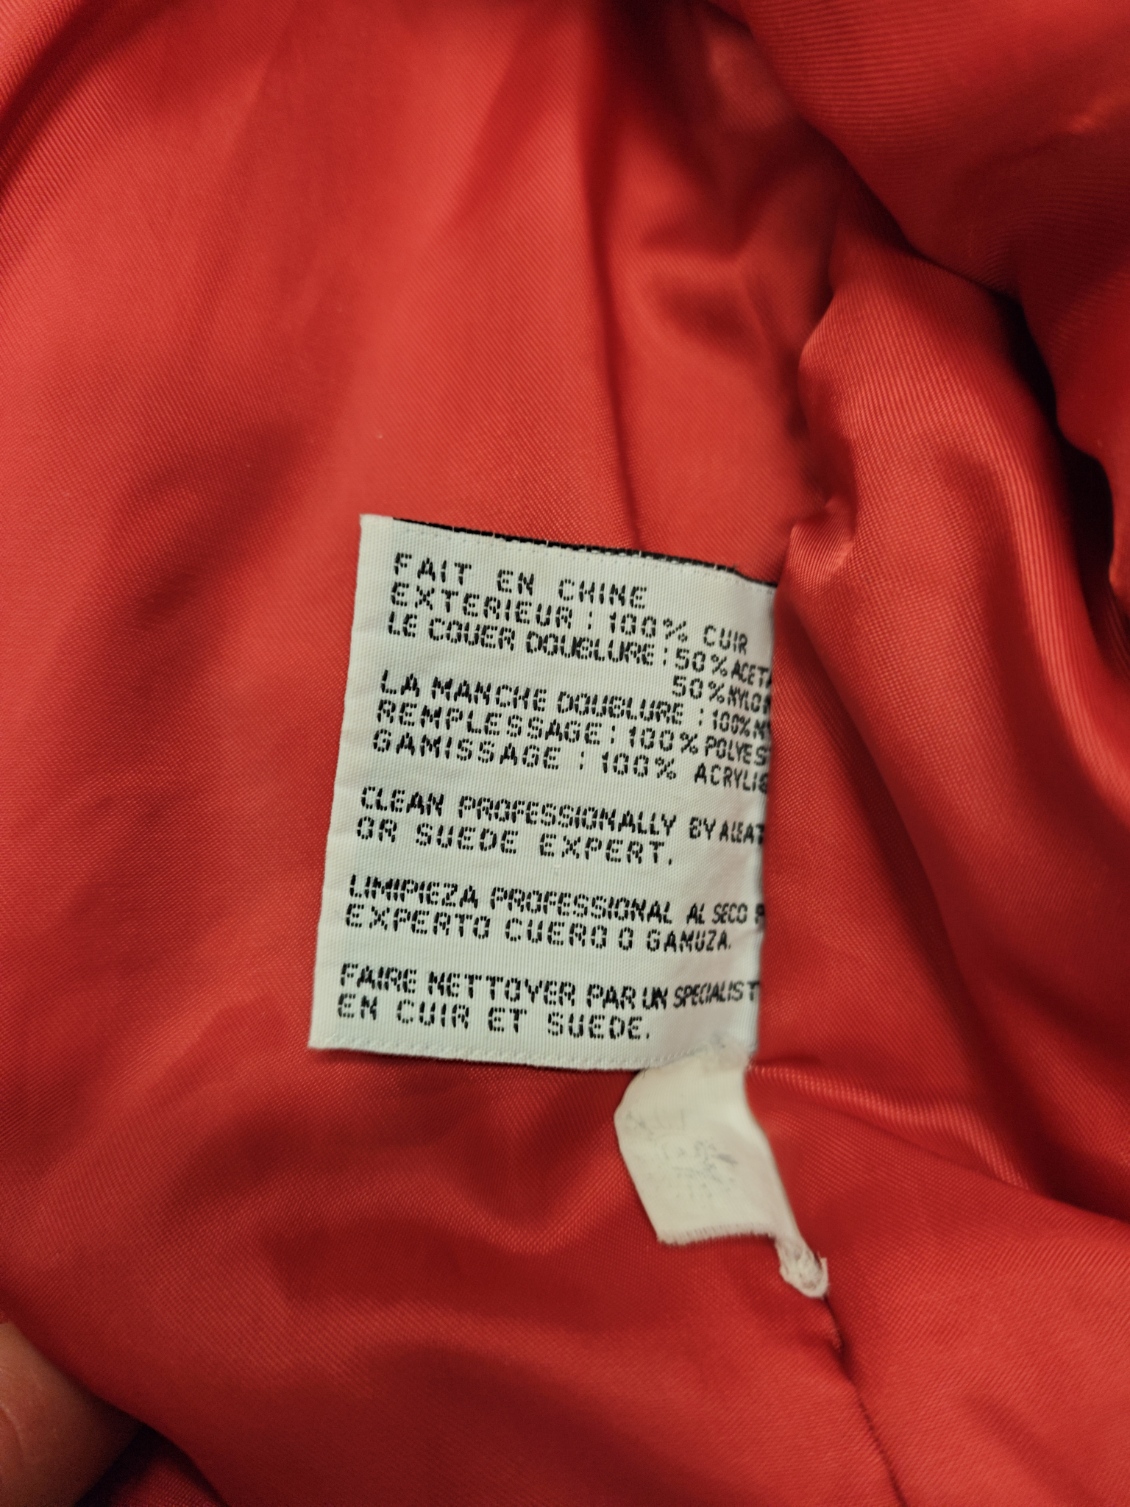 FAIT EN CHINE
EXTERIEUR : 100% CUIR
LE COUER DOUBLURE : 50% ACETA
50% NYLON
LA MANCHE DOUBLURE : 100% NY
REMPLESSAGE : 100% POLYEST
GAMISSAGE : 100% ACRYLIC
CLEAN PROFESSIONALLY BY A LEAT
OR SUEDE EXPERT.
LIMIPIEZA PROFESSIONAL AL SECO
EXPERTO CUERO O GAMUZA.
FAIRE NETTOYER PAR UN SPECIALIST
EN CUIR ET SUEDE.